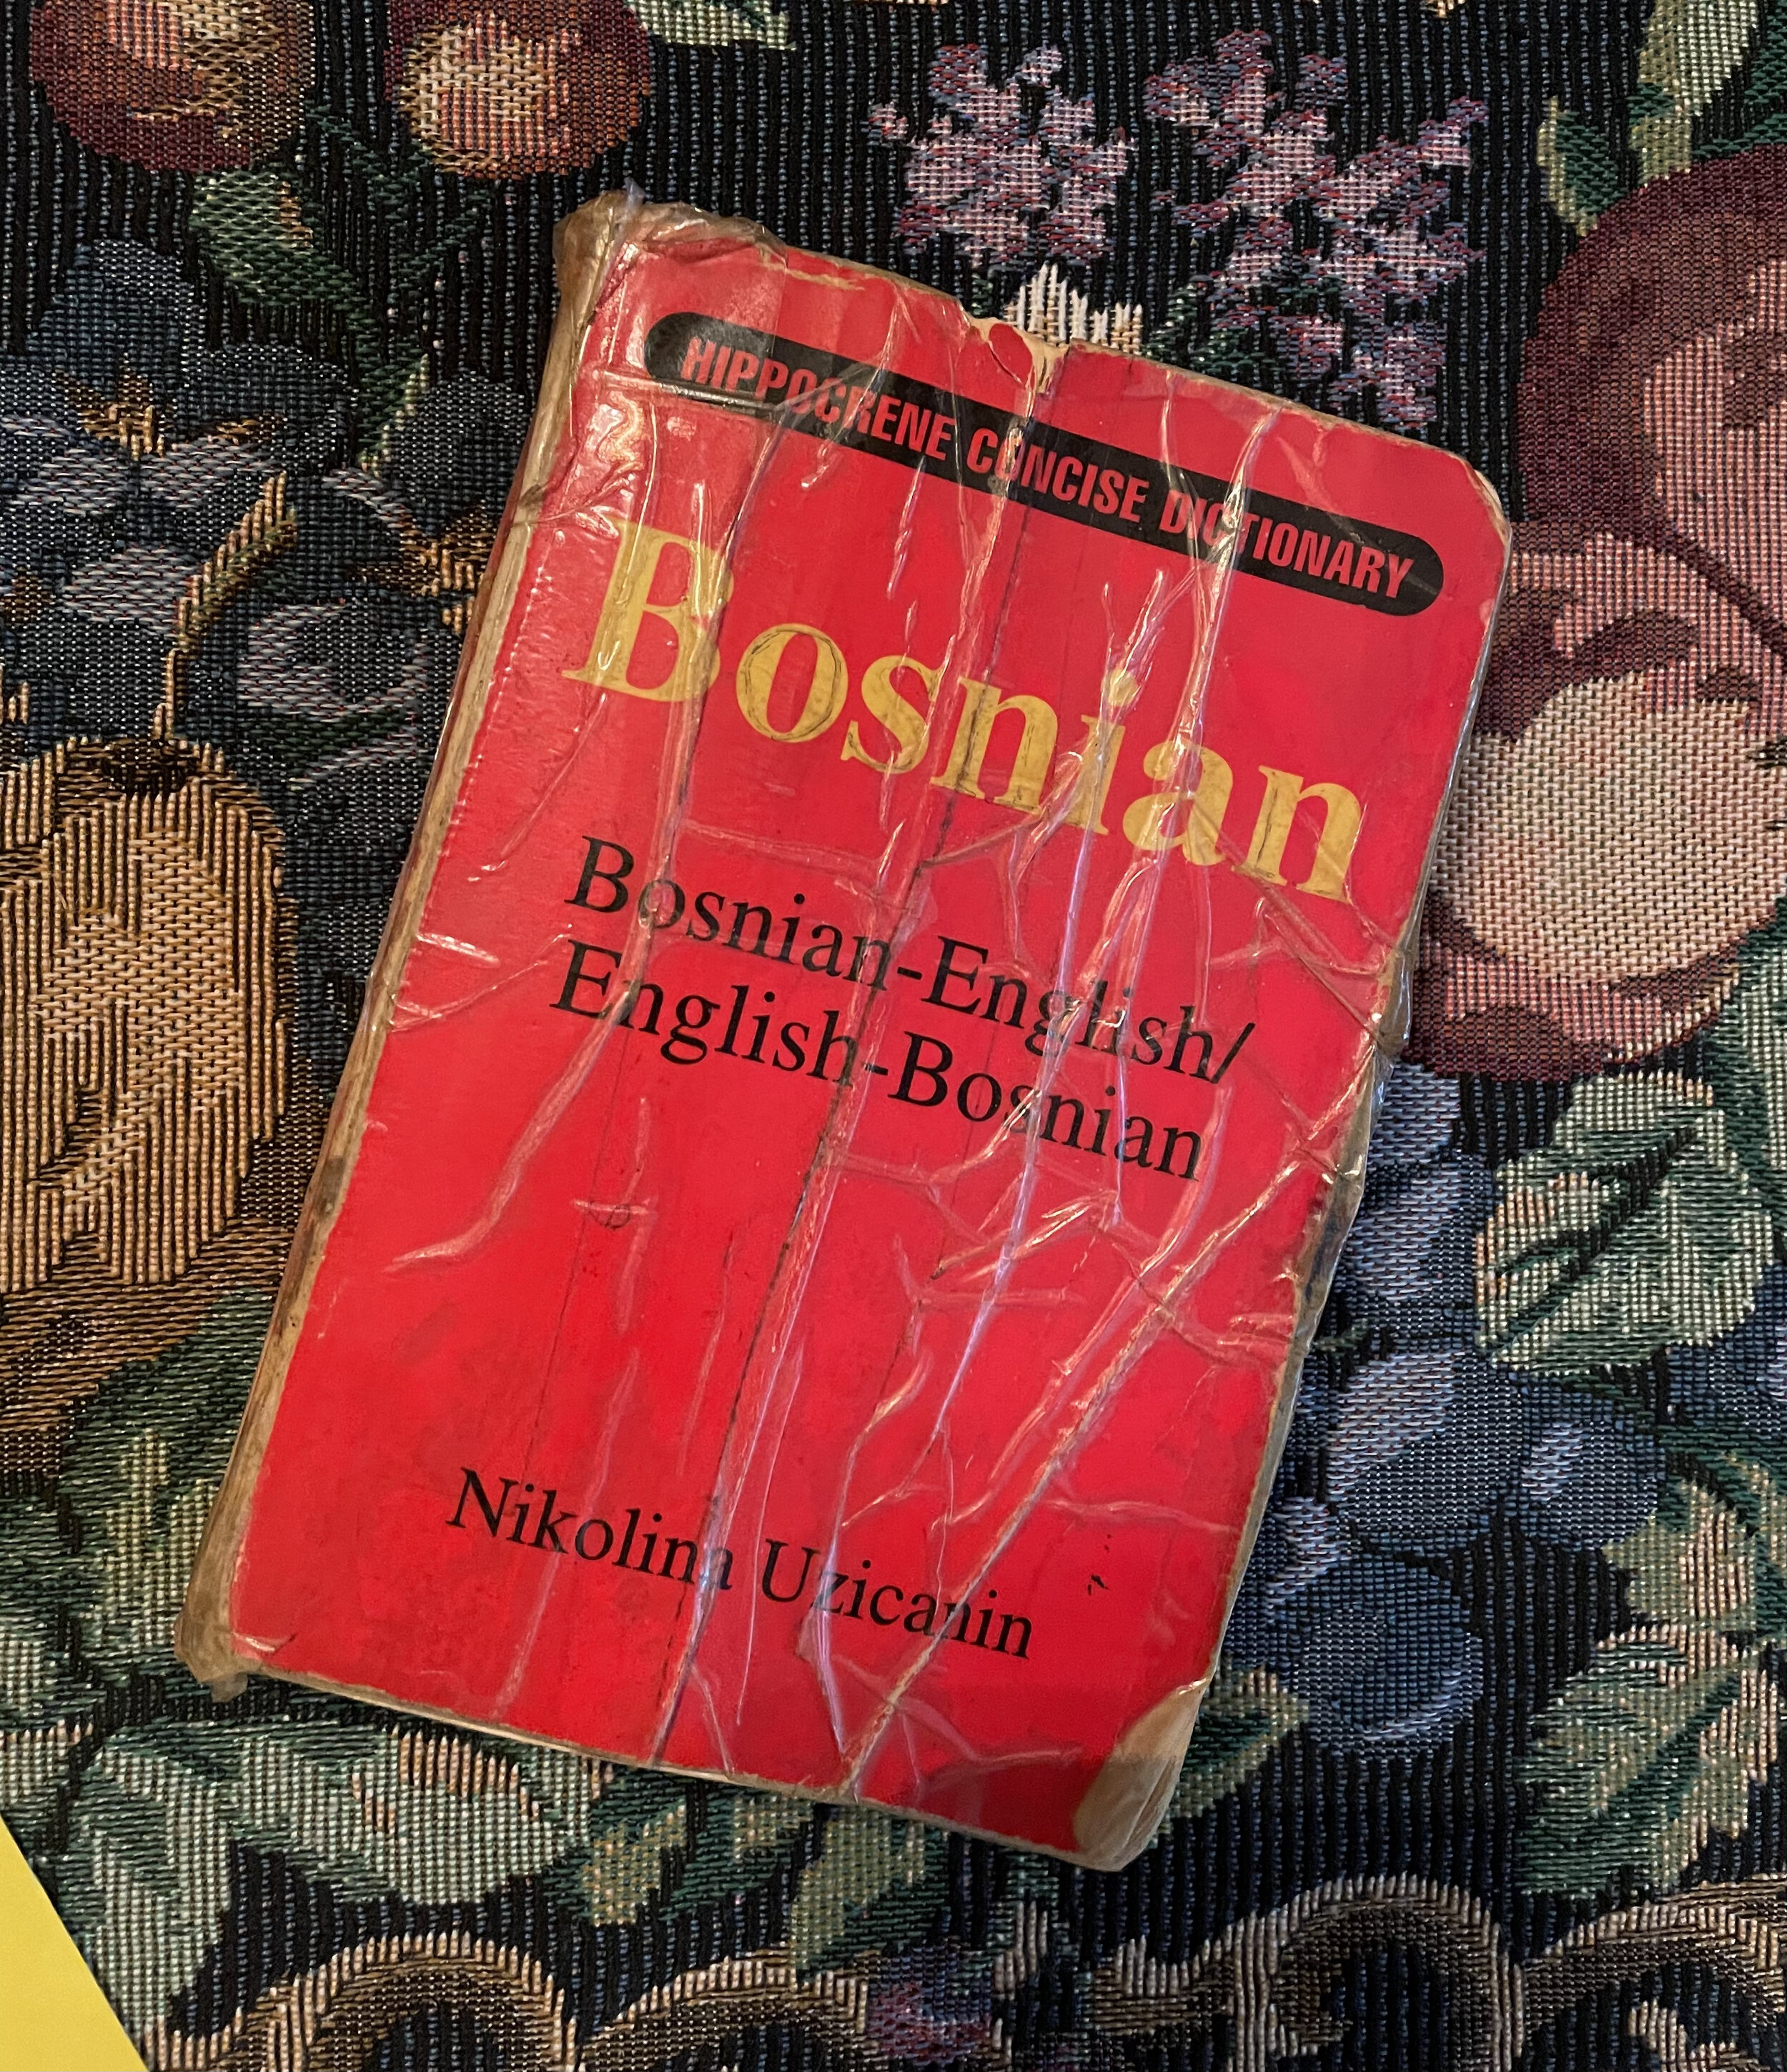 HIPPOCRENE CONCISE DICTIONARY
Bosnian
Bosnian-English/
English-Bosnian
Nikolina Uzicanin